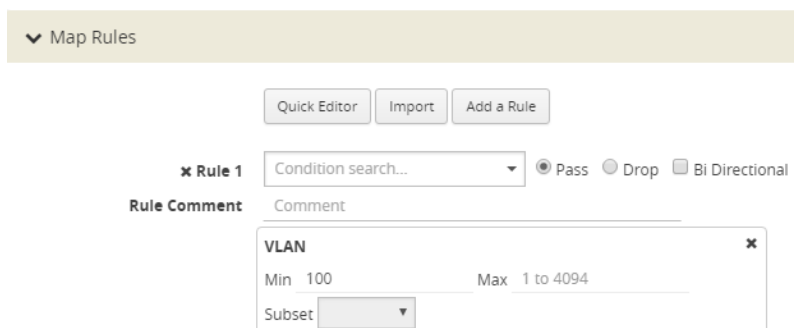 Map Rules
Quick Editor Import Add a Rule
Rule 1 Condition search... Pass Drop Bi Directional
Rule Comment Comment
VLAN
Min 100 Max 1 to 4094
Subset